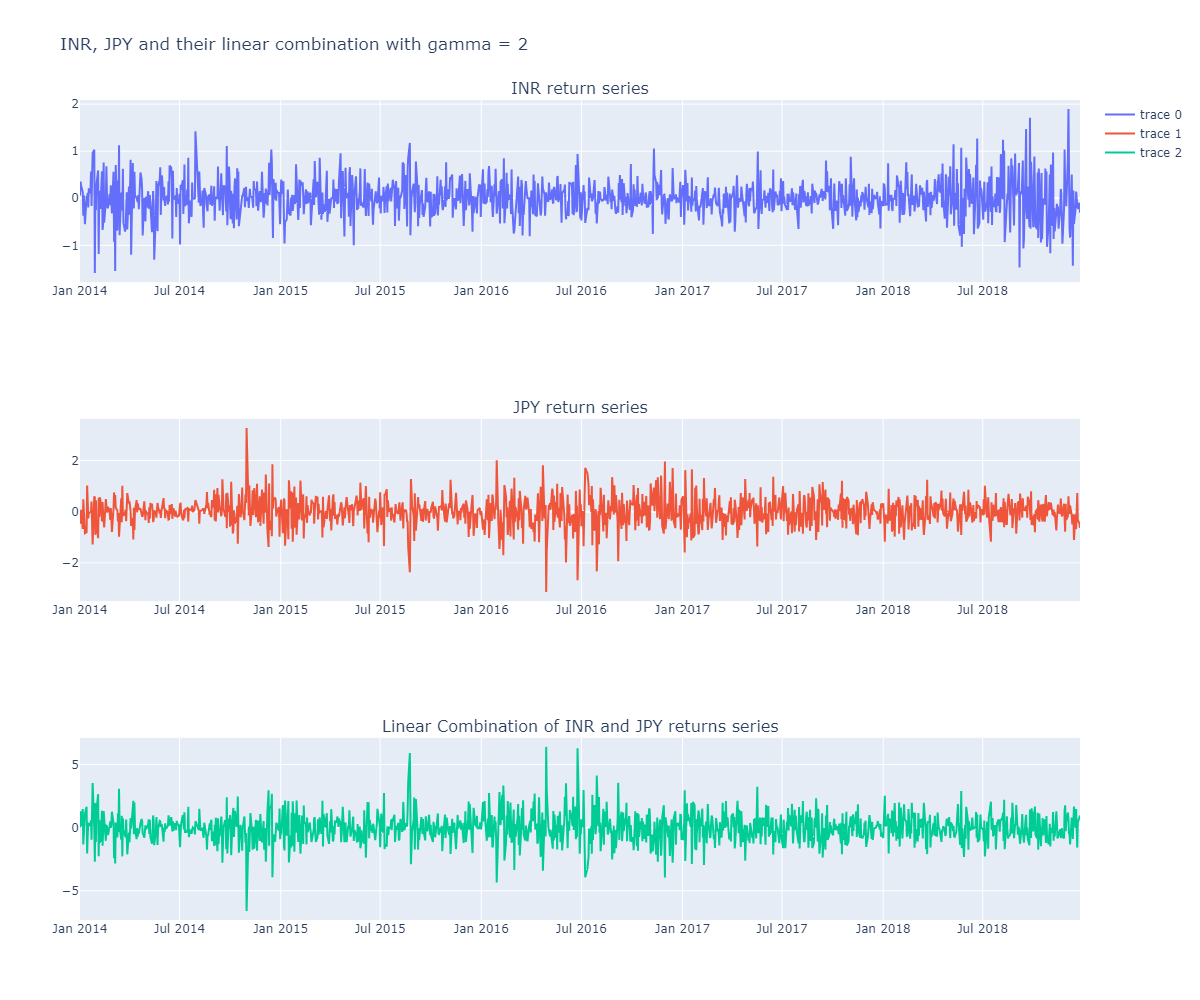 INR, JPY and their linear combination with gamma = 2
INR return series
2
1
0
−1
Jan 2014 Jul 2014 Jan 2015 Jul 2015 Jan 2016 Jul 2016 Jan 2017 Jul 2017 Jan 2018 Jul 2018
trace 0
trace 1
trace 2
JPY return series
2
0
−2
Jan 2014 Jul 2014 Jan 2015 Jul 2015 Jan 2016 Jul 2016 Jan 2017 Jul 2017 Jan 2018 Jul 2018
Linear Combination of INR and JPY returns series
5
0
−5
Jan 2014 Jul 2014 Jan 2015 Jul 2015 Jan 2016 Jul 2016 Jan 2017 Jul 2017 Jan 2018 Jul 2018